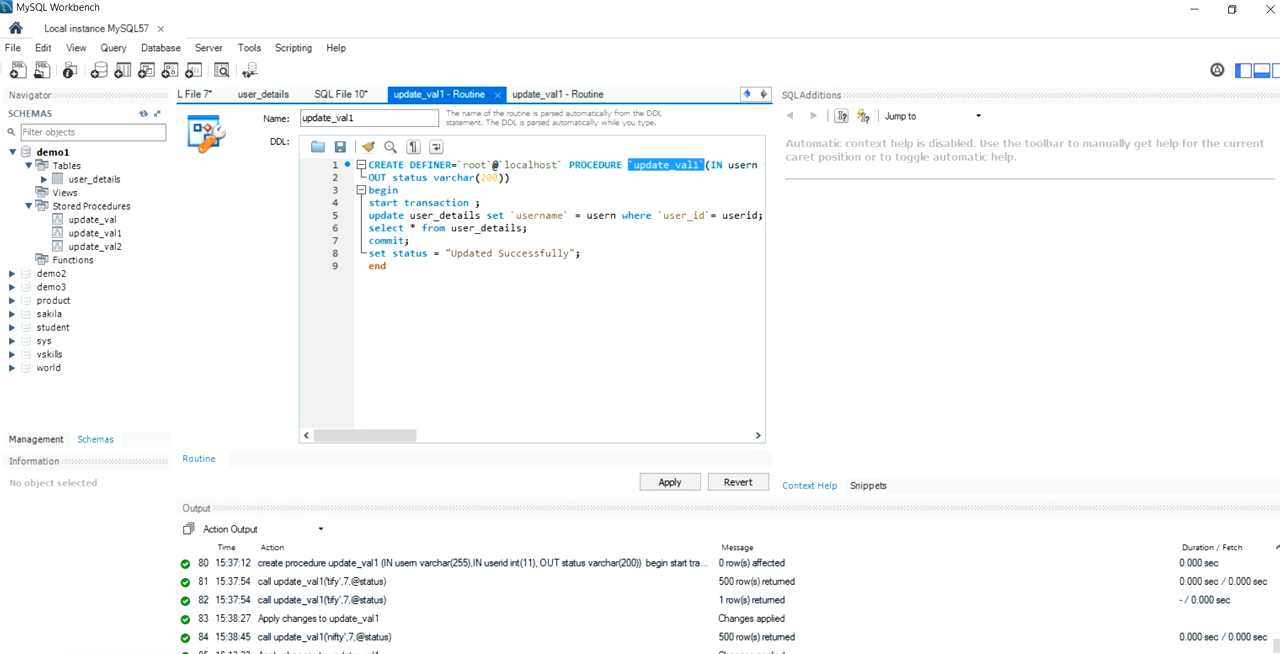 MySQL Workbench
Local instance MySQL57
File Edit View Query Database Server Tools Scripting Help
Navigator
SCHEMAS
Filter objects
demo1
Tables
user_details
Views
Stored Procedures
update_val
update_val1
update_val2
Functions
demo2
demo3
product
sakila
student
sys
vskills
world
Management Schemas
Information
No object selected
L File 7* user_details SQL File 10* update_val1 - Routine update_val1 - Routine
Name: update_val1
The name of the routine is parsed automatically from the DDL
statement. The DDL is parsed automatically while you type.
DDL:
1 CREATE DEFINER=`root`@`localhost` PROCEDURE `update_val1`(IN usern
2 OUT status varchar(200))
3 begin
4 start transaction ;
5 update user_details set `username` = usern where `user_id`= userid;
6 select * from user_details;
7 commit;
8 set status = "Updated Successfully";
9 end
Routine
Apply Revert
SQLAdditions
Jump to
Automatic context help is disabled. Use the toolbar to manually get help for the current
caret position or to toggle automatic help.
Context Help Snippets
Output
Action Output
Time Action Message Duration / Fetch
80 15:37:12 create procedure update_val1 (IN usern varchar(255),IN userid int(11), OUT status varchar(200)) begin start tra... 0 row(s) affected 0.000 sec
81 15:37:54 call update_val1('tify',7,@status) 500 row(s) returned 0.000 sec / 0.000 sec
82 15:37:54 call update_val1('tify',7,@status) 1 row(s) returned - / 0.000 sec
83 15:38:27 Apply changes to update_val1 Changes applied
84 15:38:45 call update_val1('nifty',7,@status) 500 row(s) returned 0.000 sec / 0.000 sec